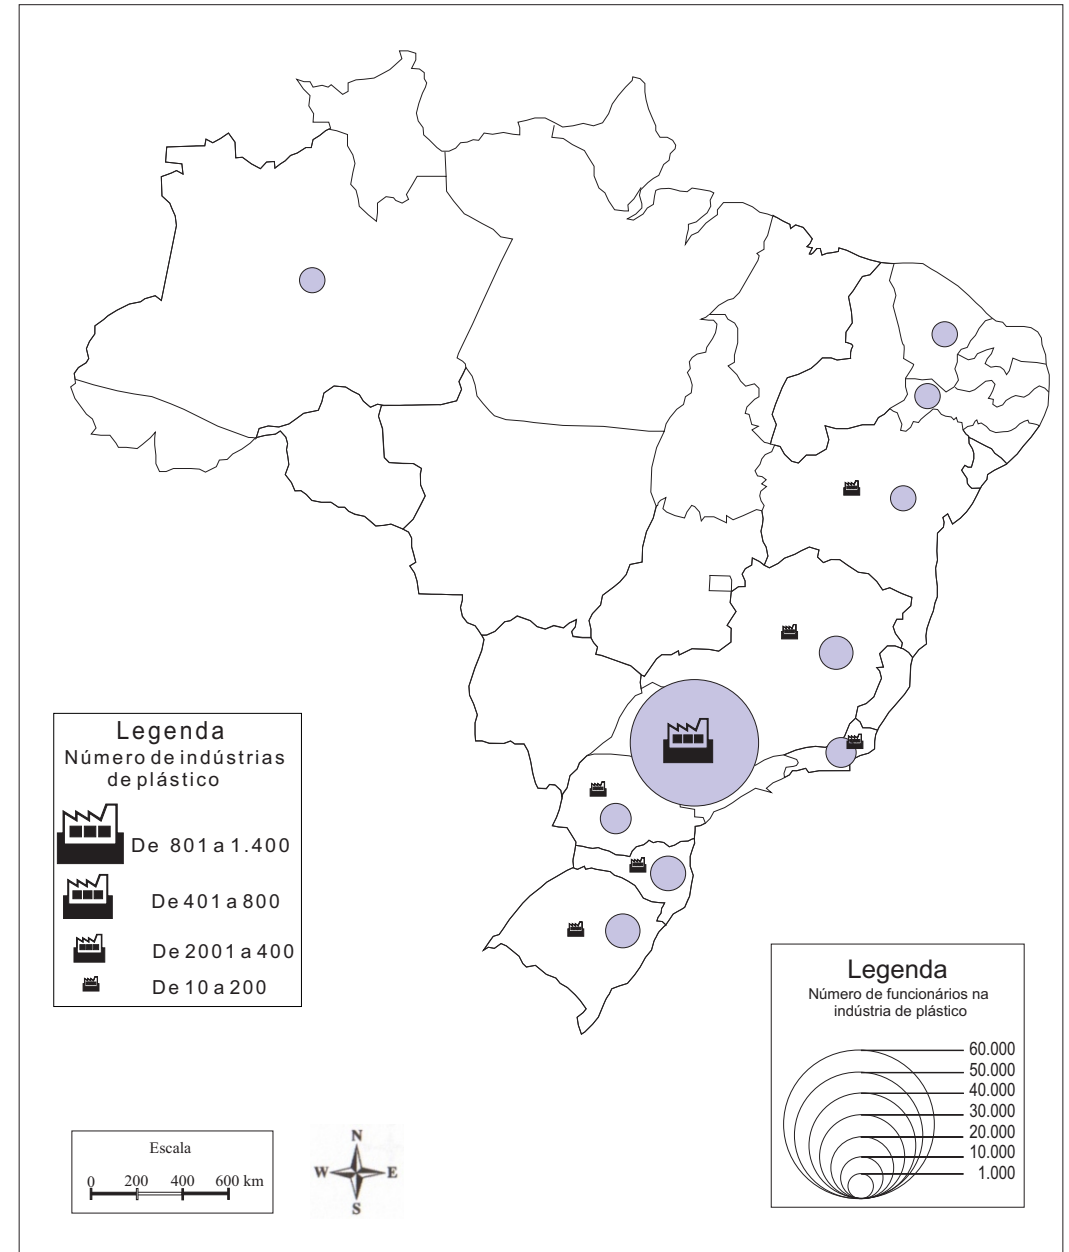 Legenda
Número de indústrias
de plástico
De 801 a 1.400
De 401 a 800
De 2001 a 400
De 10 a 200
Legenda
Número de funcionários na
indústria de plástico
60.000
50.000
40.000
30.000
20.000
10.000
1.000
Escala
0 200 400 600 km
N
W E
S